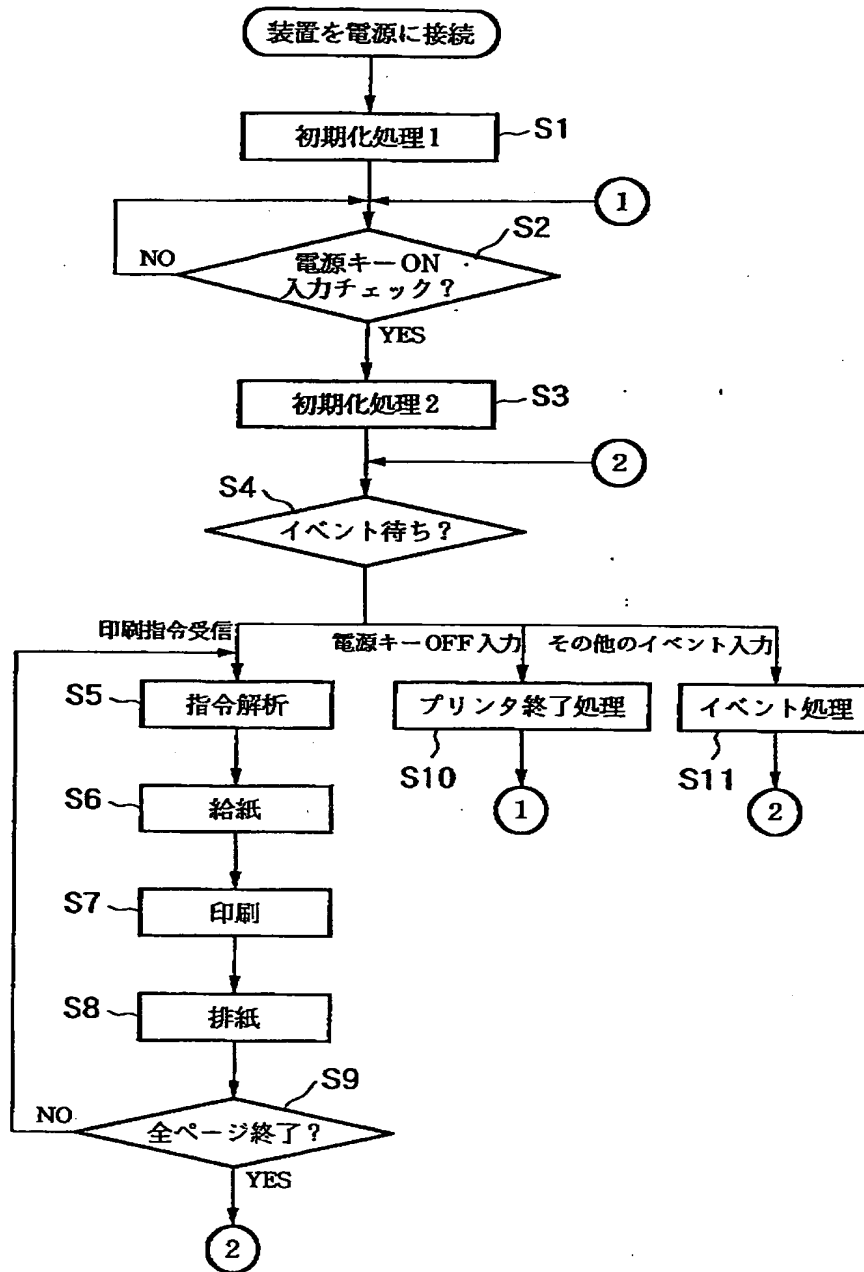 装置を電源に接続
初期化処理1
S1
1
S2
NO
電源キーON
入力チェック？
YES
初期化処理2
S3
2
S4
イベント待ち？
印刷指令受信
電源キーOFF入力
その他のイベント入力
S5
指令解析
プリンタ終了処理
イベント処理
S10
S11
S6
給紙
1
2
S7
印刷
S8
排紙
S9
NO
全ページ終了？
YES
2